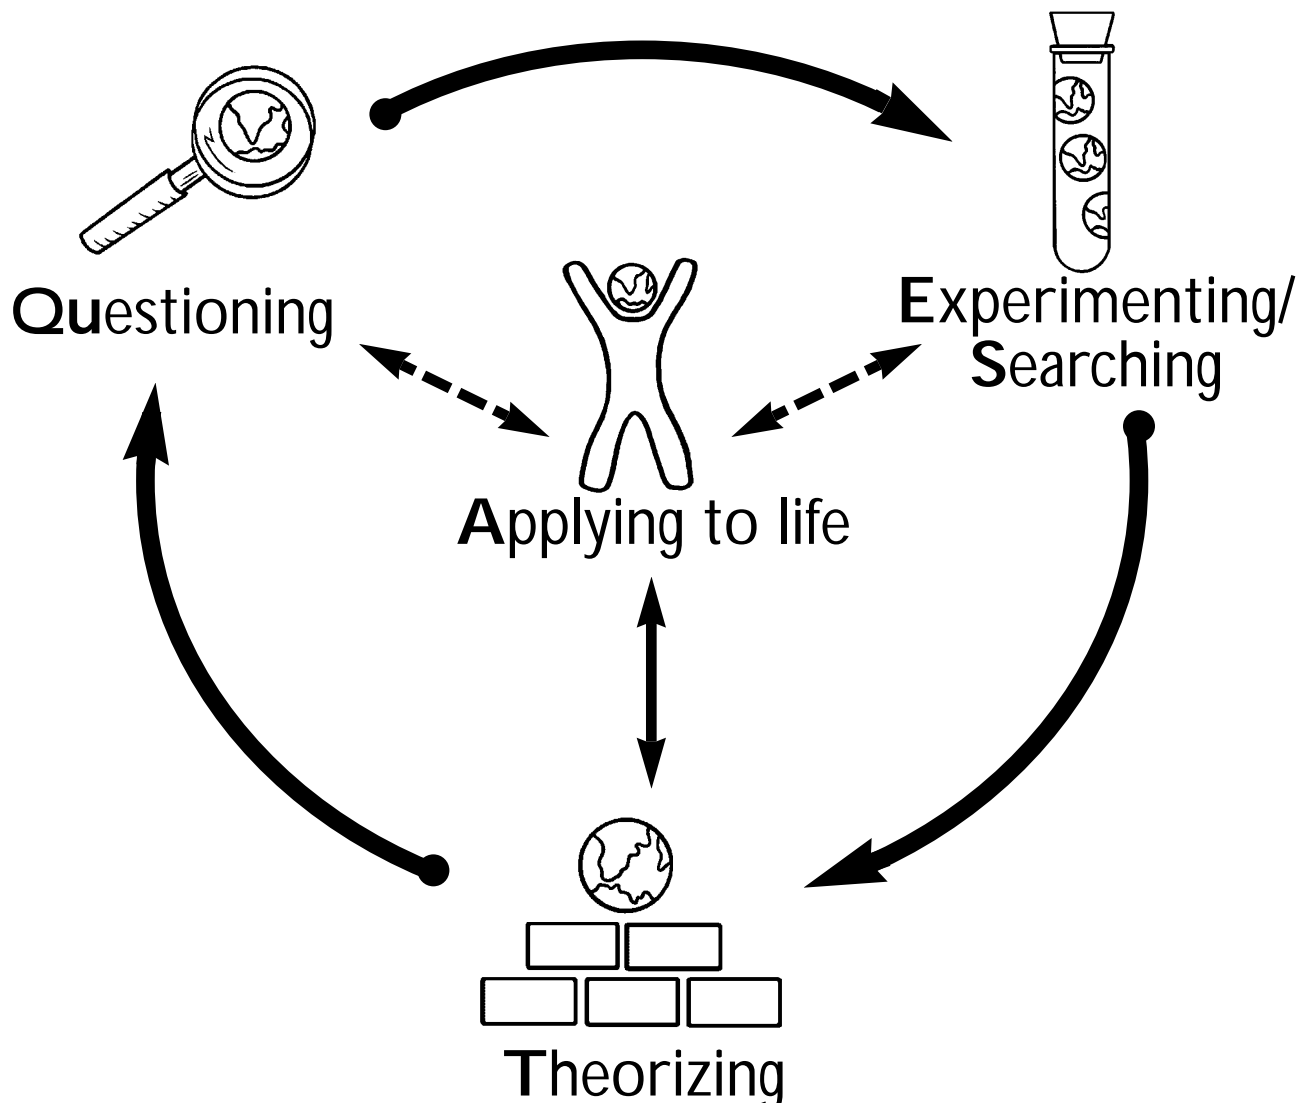 Questioning
Experimenting/
Searching
Applying to life
Theorizing